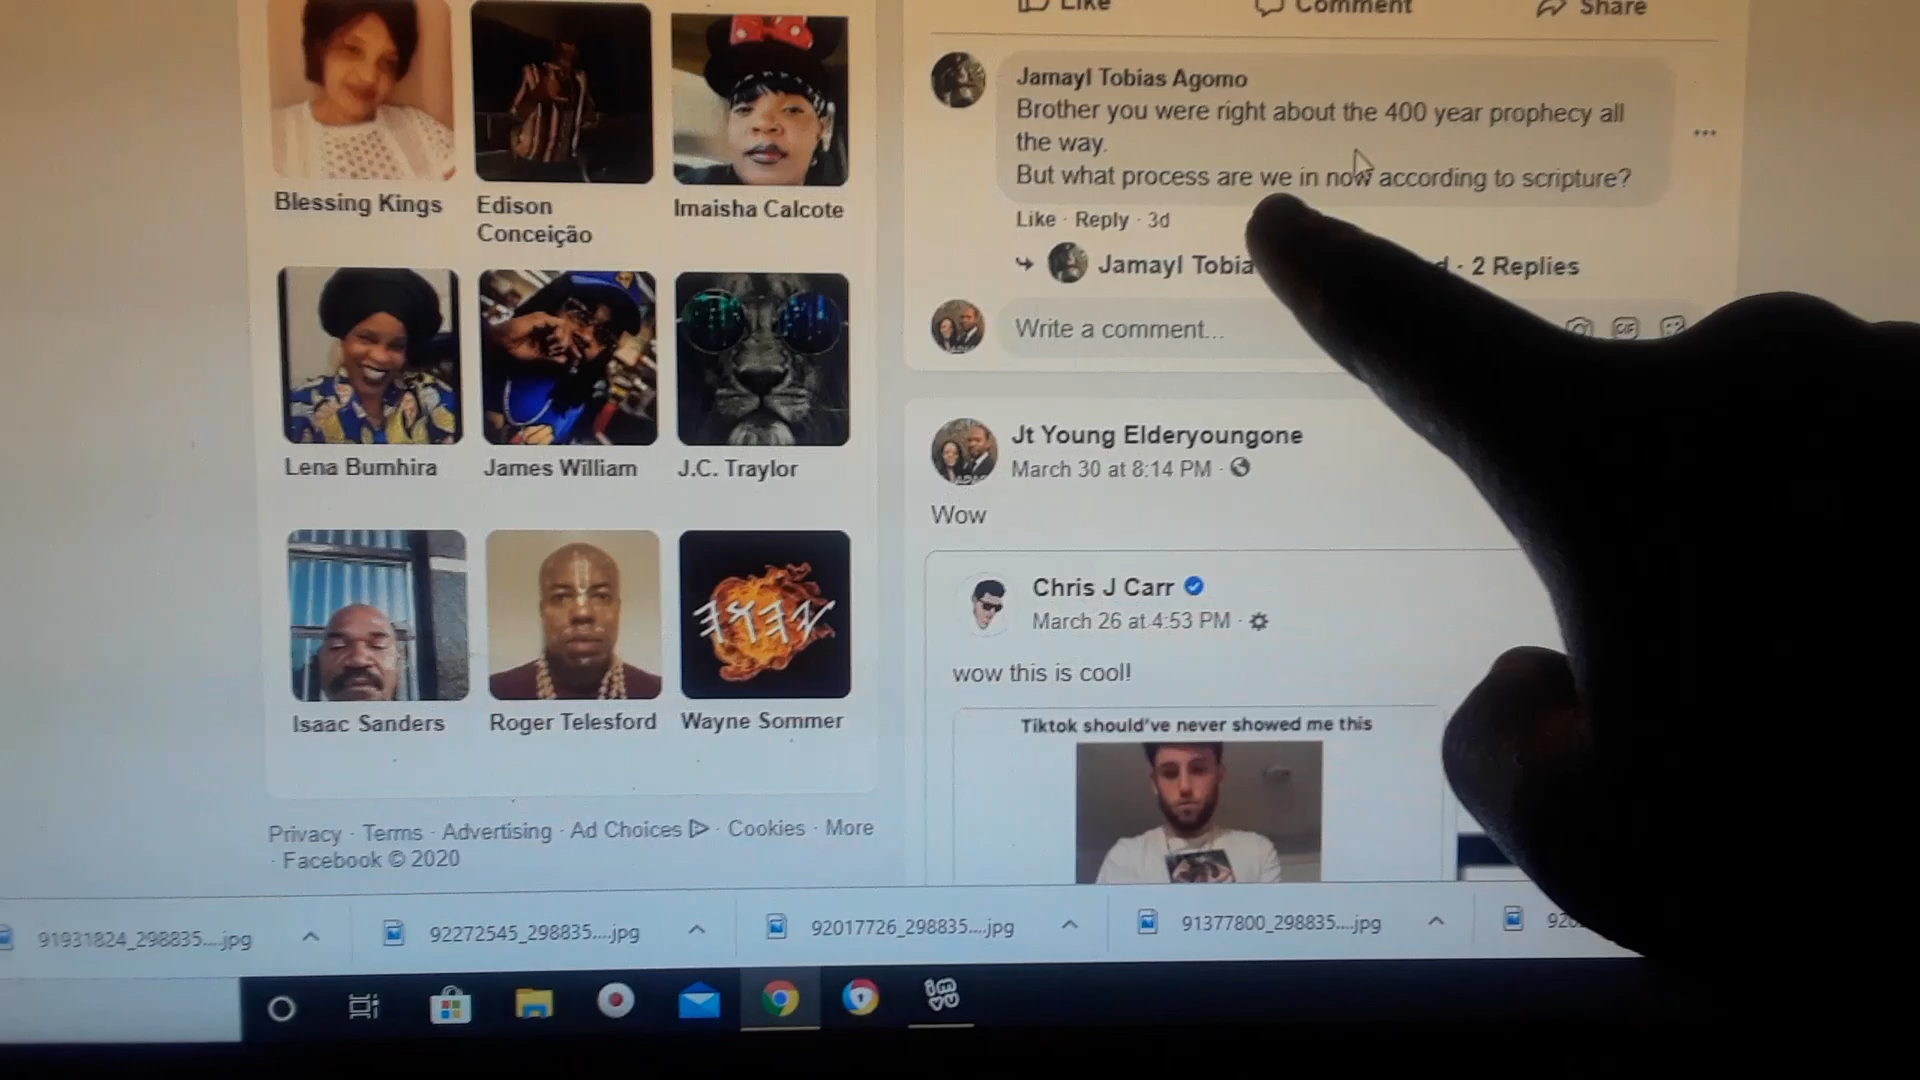 Like Comment Share
Blessing Kings
Edison
Conceição
Imaisha Calcote
Lena Bumhira
James William
J.C. Traylor
Isaac Sanders
Roger Telesford
Wayne Sommer
Privacy · Terms · Advertising · Ad Choices · Cookies · More
· Facebook © 2020
Jamayl Tobias Agomo
Brother you were right about the 400 year prophecy all
the way.
But what process are we in now according to scripture?
Like · Reply · 3d
Jamayl Tobia · 2 Replies
Write a comment...
GIF
Jt Young Elderyoungone
March 30 at 8:14 PM ·
Wow
Chris J Carr
March 26 at 4:53 PM ·
wow this is cool!
Tiktok should've never showed me this
91931824_298835....jpg
92272545_298835....jpg
92017726_298835....jpg
91377800_298835....jpg